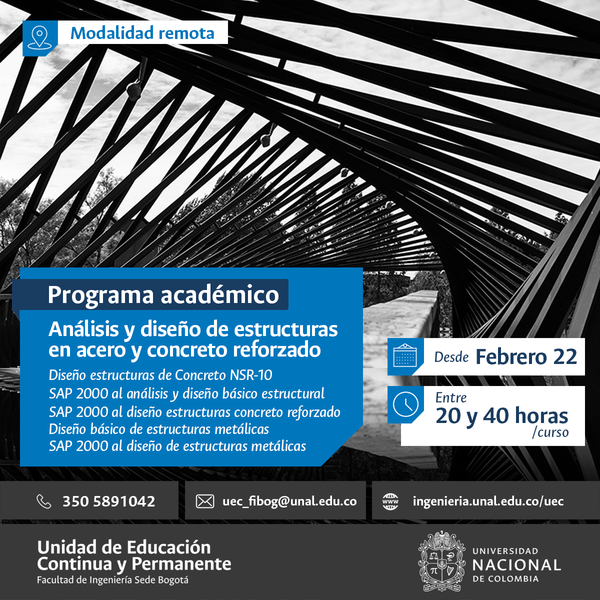 Modalidad remota
Programa académico
Análisis y diseño de estructuras
en acero y concreto reforzado
Diseño estructuras de Concreto NSR-10
SAP 2000 al análisis y diseño básico estructural
SAP 2000 al diseño estructuras concreto reforzado
Diseño básico de estructuras metálicas
SAP 2000 al diseño de estructuras metálicas
Desde Febrero 22
Entre
20 y 40 horas
/curso
350 5891042
uec_fibog@unal.edu.co
www
ingenieria.unal.edu.co/uec
Unidad de Educación
Continua y Permanente
Facultad de Ingeniería Sede Bogotá
UNIVERSIDAD
NACIONAL
DE COLOMBIA